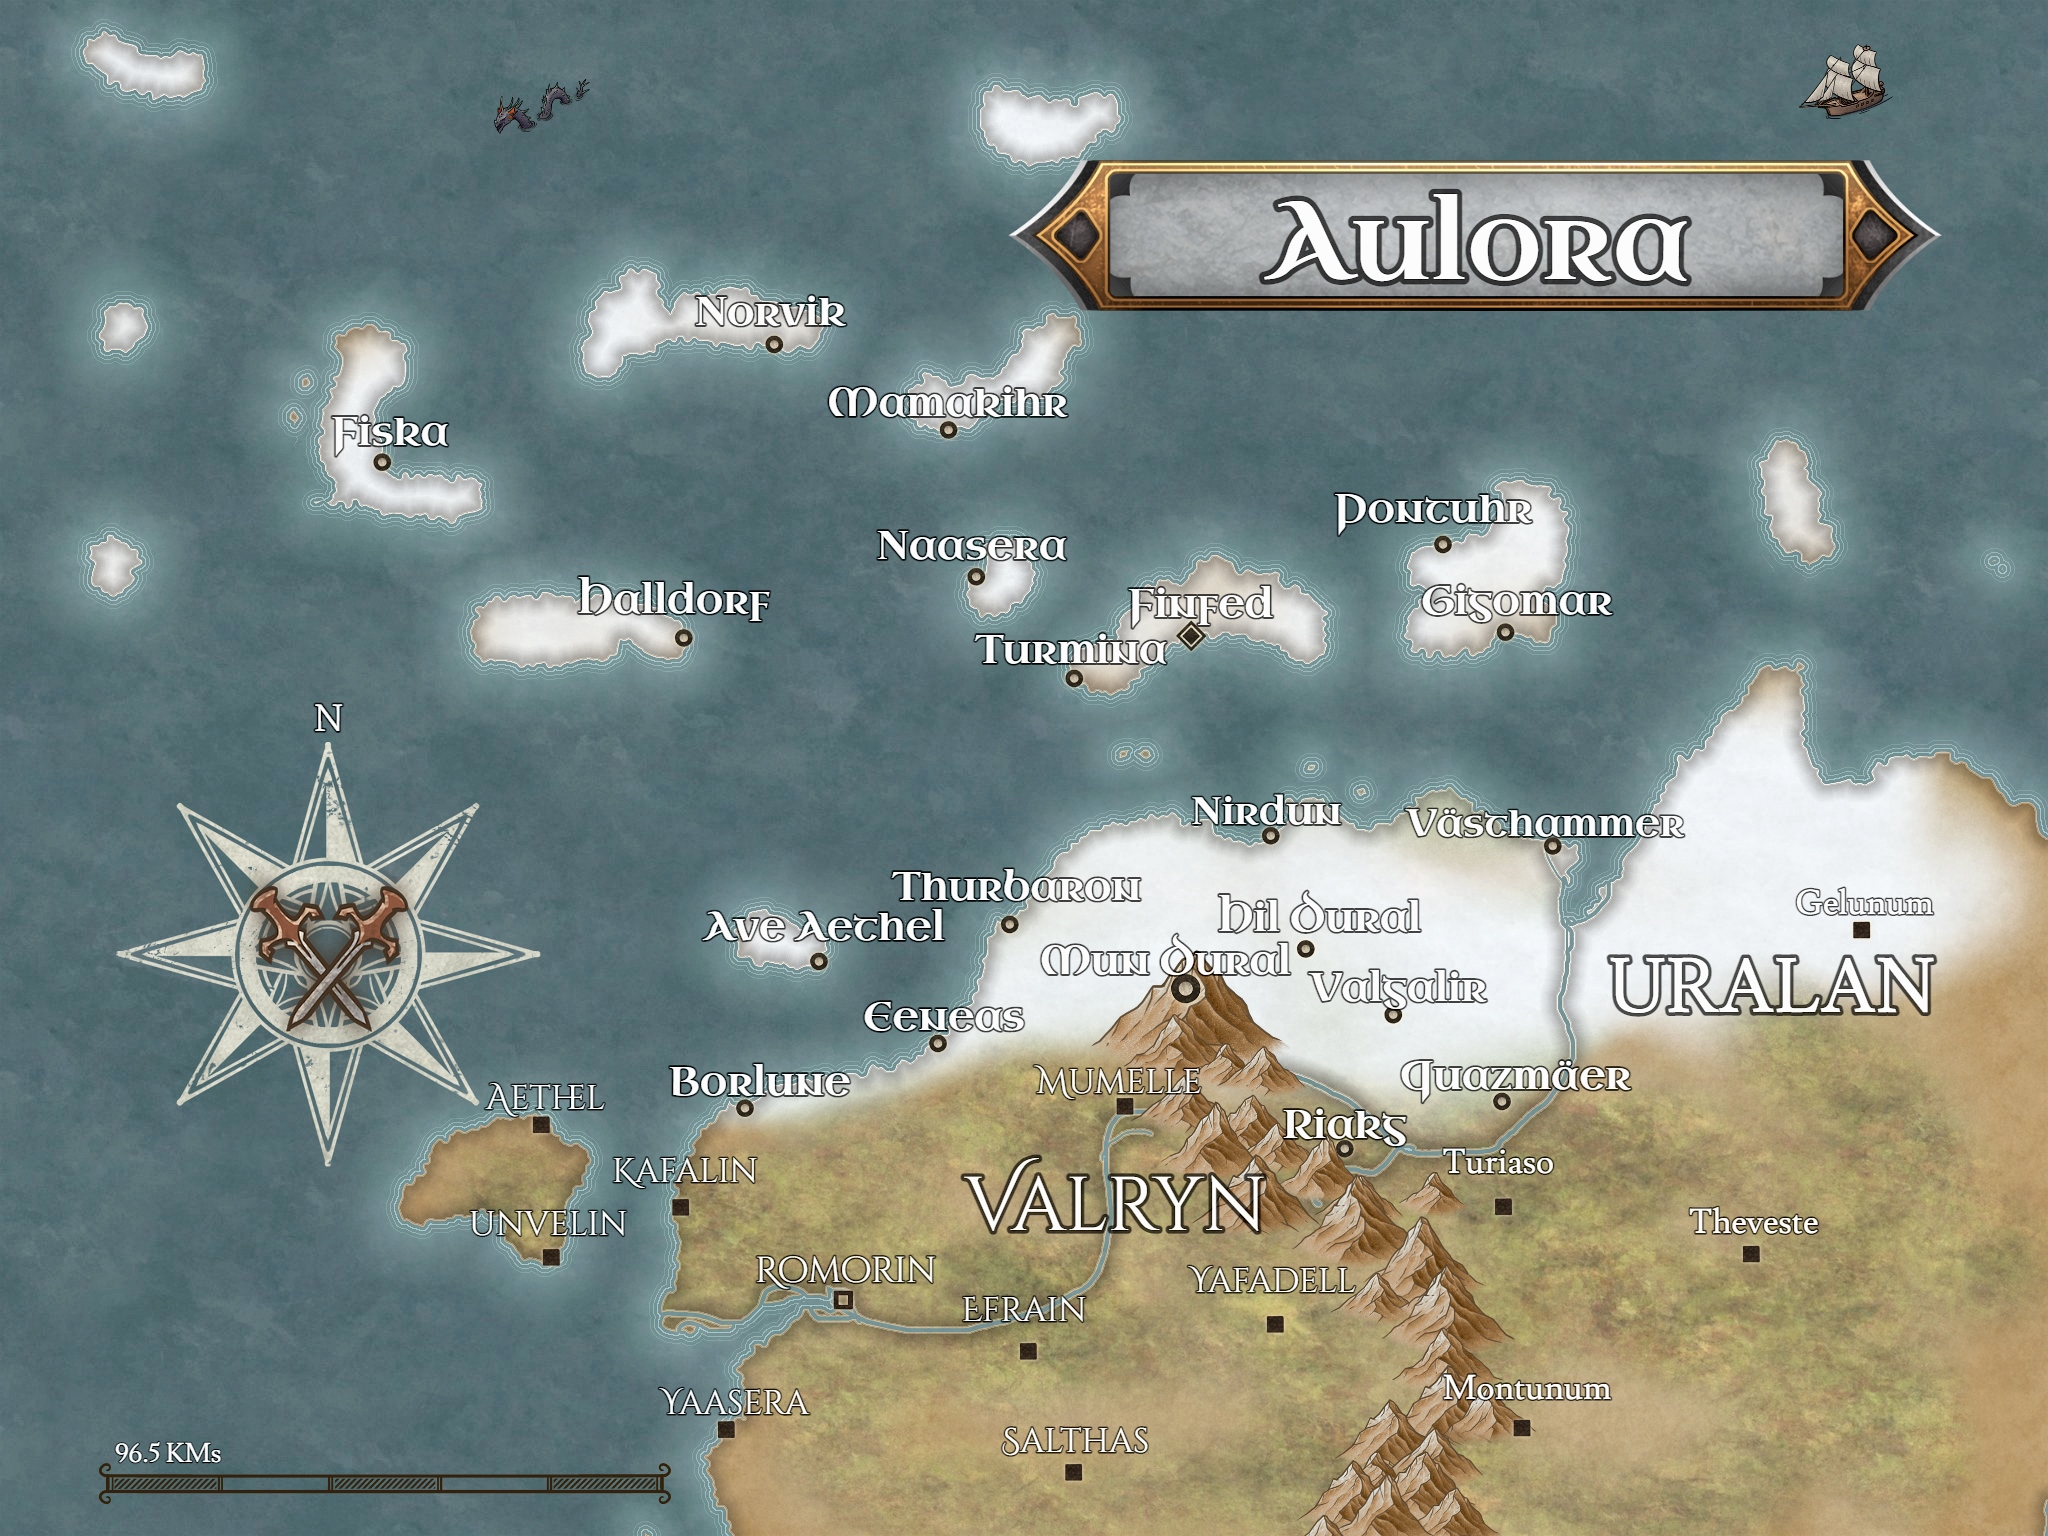 Aulora
Norvir
Mamakihr
Fiska
Pontuhr
Naasera
Halldorf
Finfed
Gigomar
Turmina
N
Nirdun
Västhammer
Thurbaron
Gelunum
Hil Dural
Ave Aethel
Mun Dural
Valgalir
URALAN
Eeneas
Quazmäer
Borlune
Mumelle
Aethel
Riarg
Turiaso
Kafalin
Valryn
Unvelin
Theveste
Romorin
Yafadell
Efrain
Montunum
Yaasera
Salthas
96.5 KMs